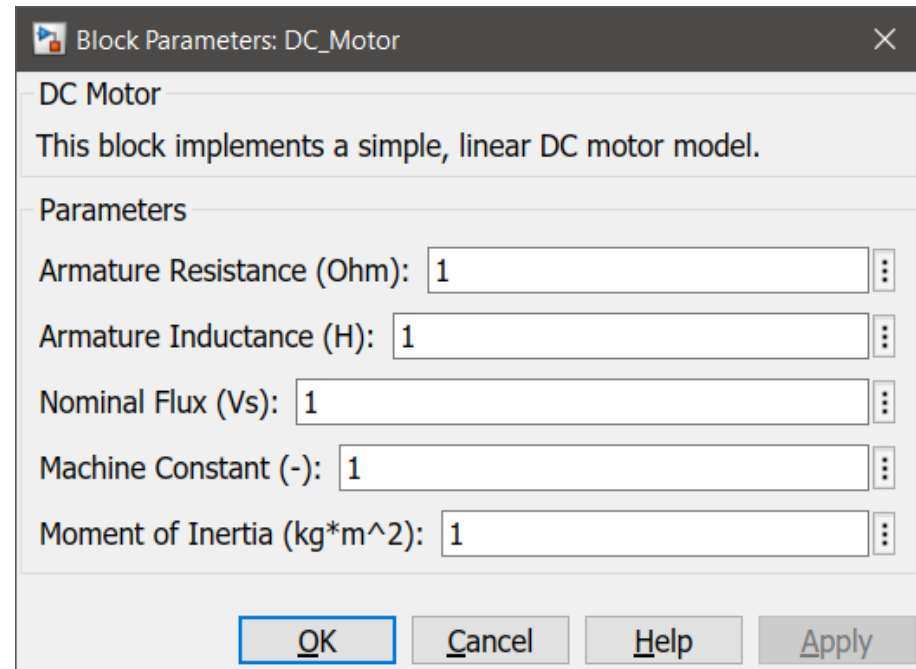 Block Parameters: DC_Motor
DC Motor
This block implements a simple, linear DC motor model.
Parameters
Armature Resistance (Ohm): 1
Armature Inductance (H): 1
Nominal Flux (Vs): 1
Machine Constant (-): 1
Moment of Inertia (kg*m^2): 1
OK Cancel Help Apply